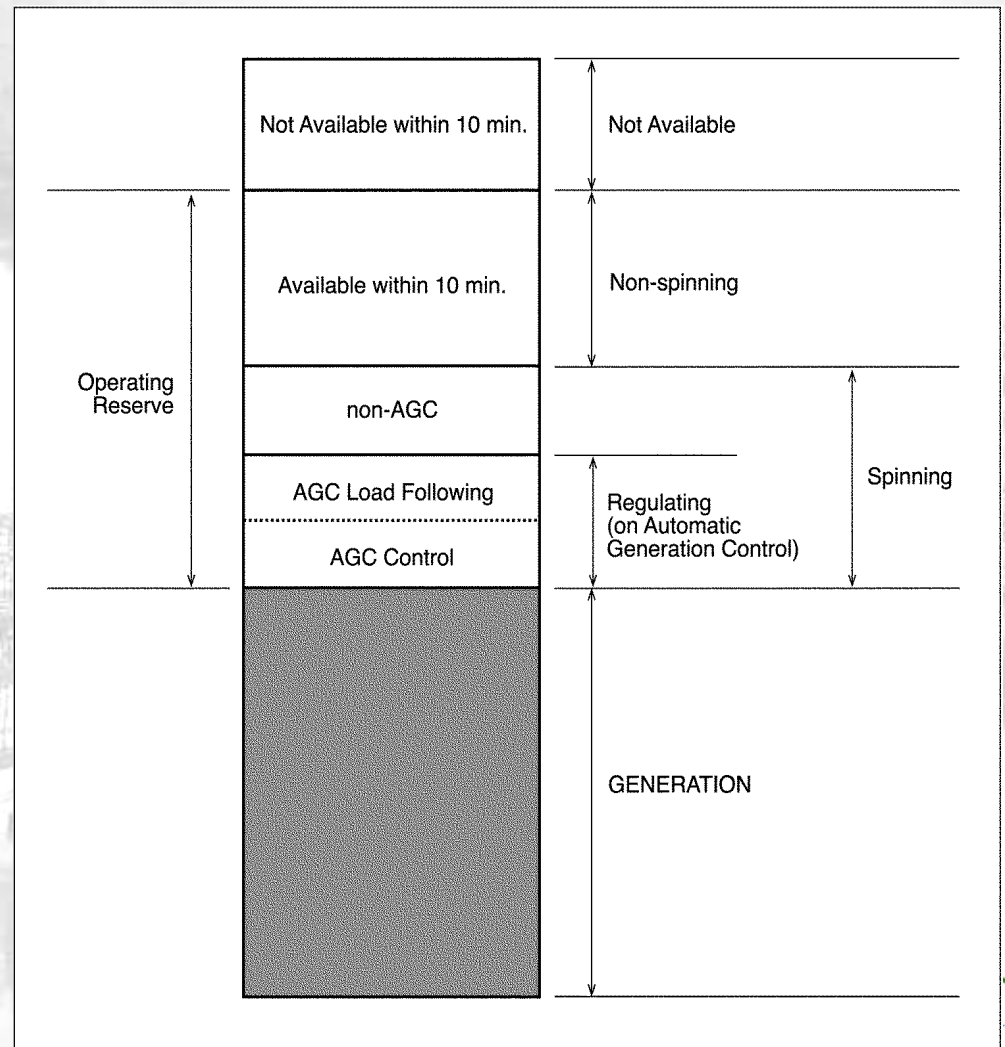 Not Available within 10 min.
Not Available
Available within 10 min.
Non-spinning
Operating
Reserve
non-AGC
Spinning
AGC Load Following
Regulating
(on Automatic
Generation Control)
AGC Control
GENERATION